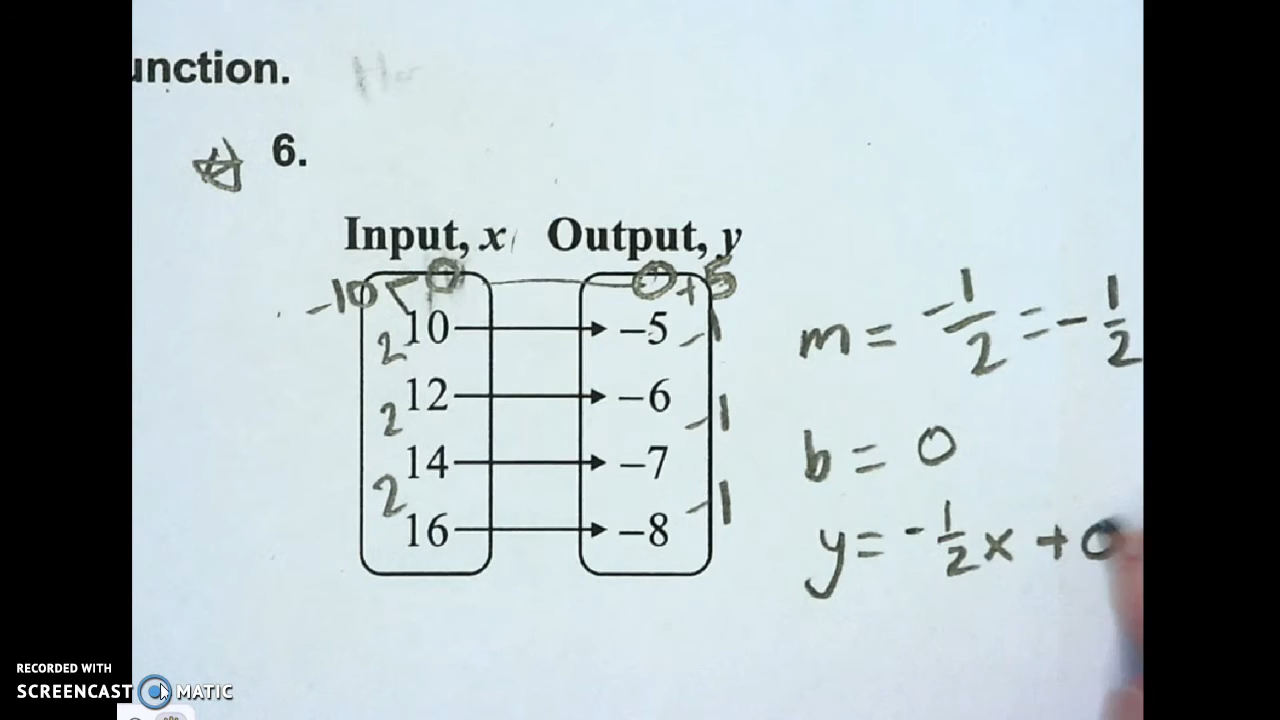 unction.
6.
Input, x Output, y
-10 < 0 0 +5
10 -5
2 -1
12 -6
2 -1
14 -7
2 -1
16 -8
m = -1/2 = -1/2
b = 0
y = -1/2 x + 0
RECORDED WITH
SCREENCAST MATIC